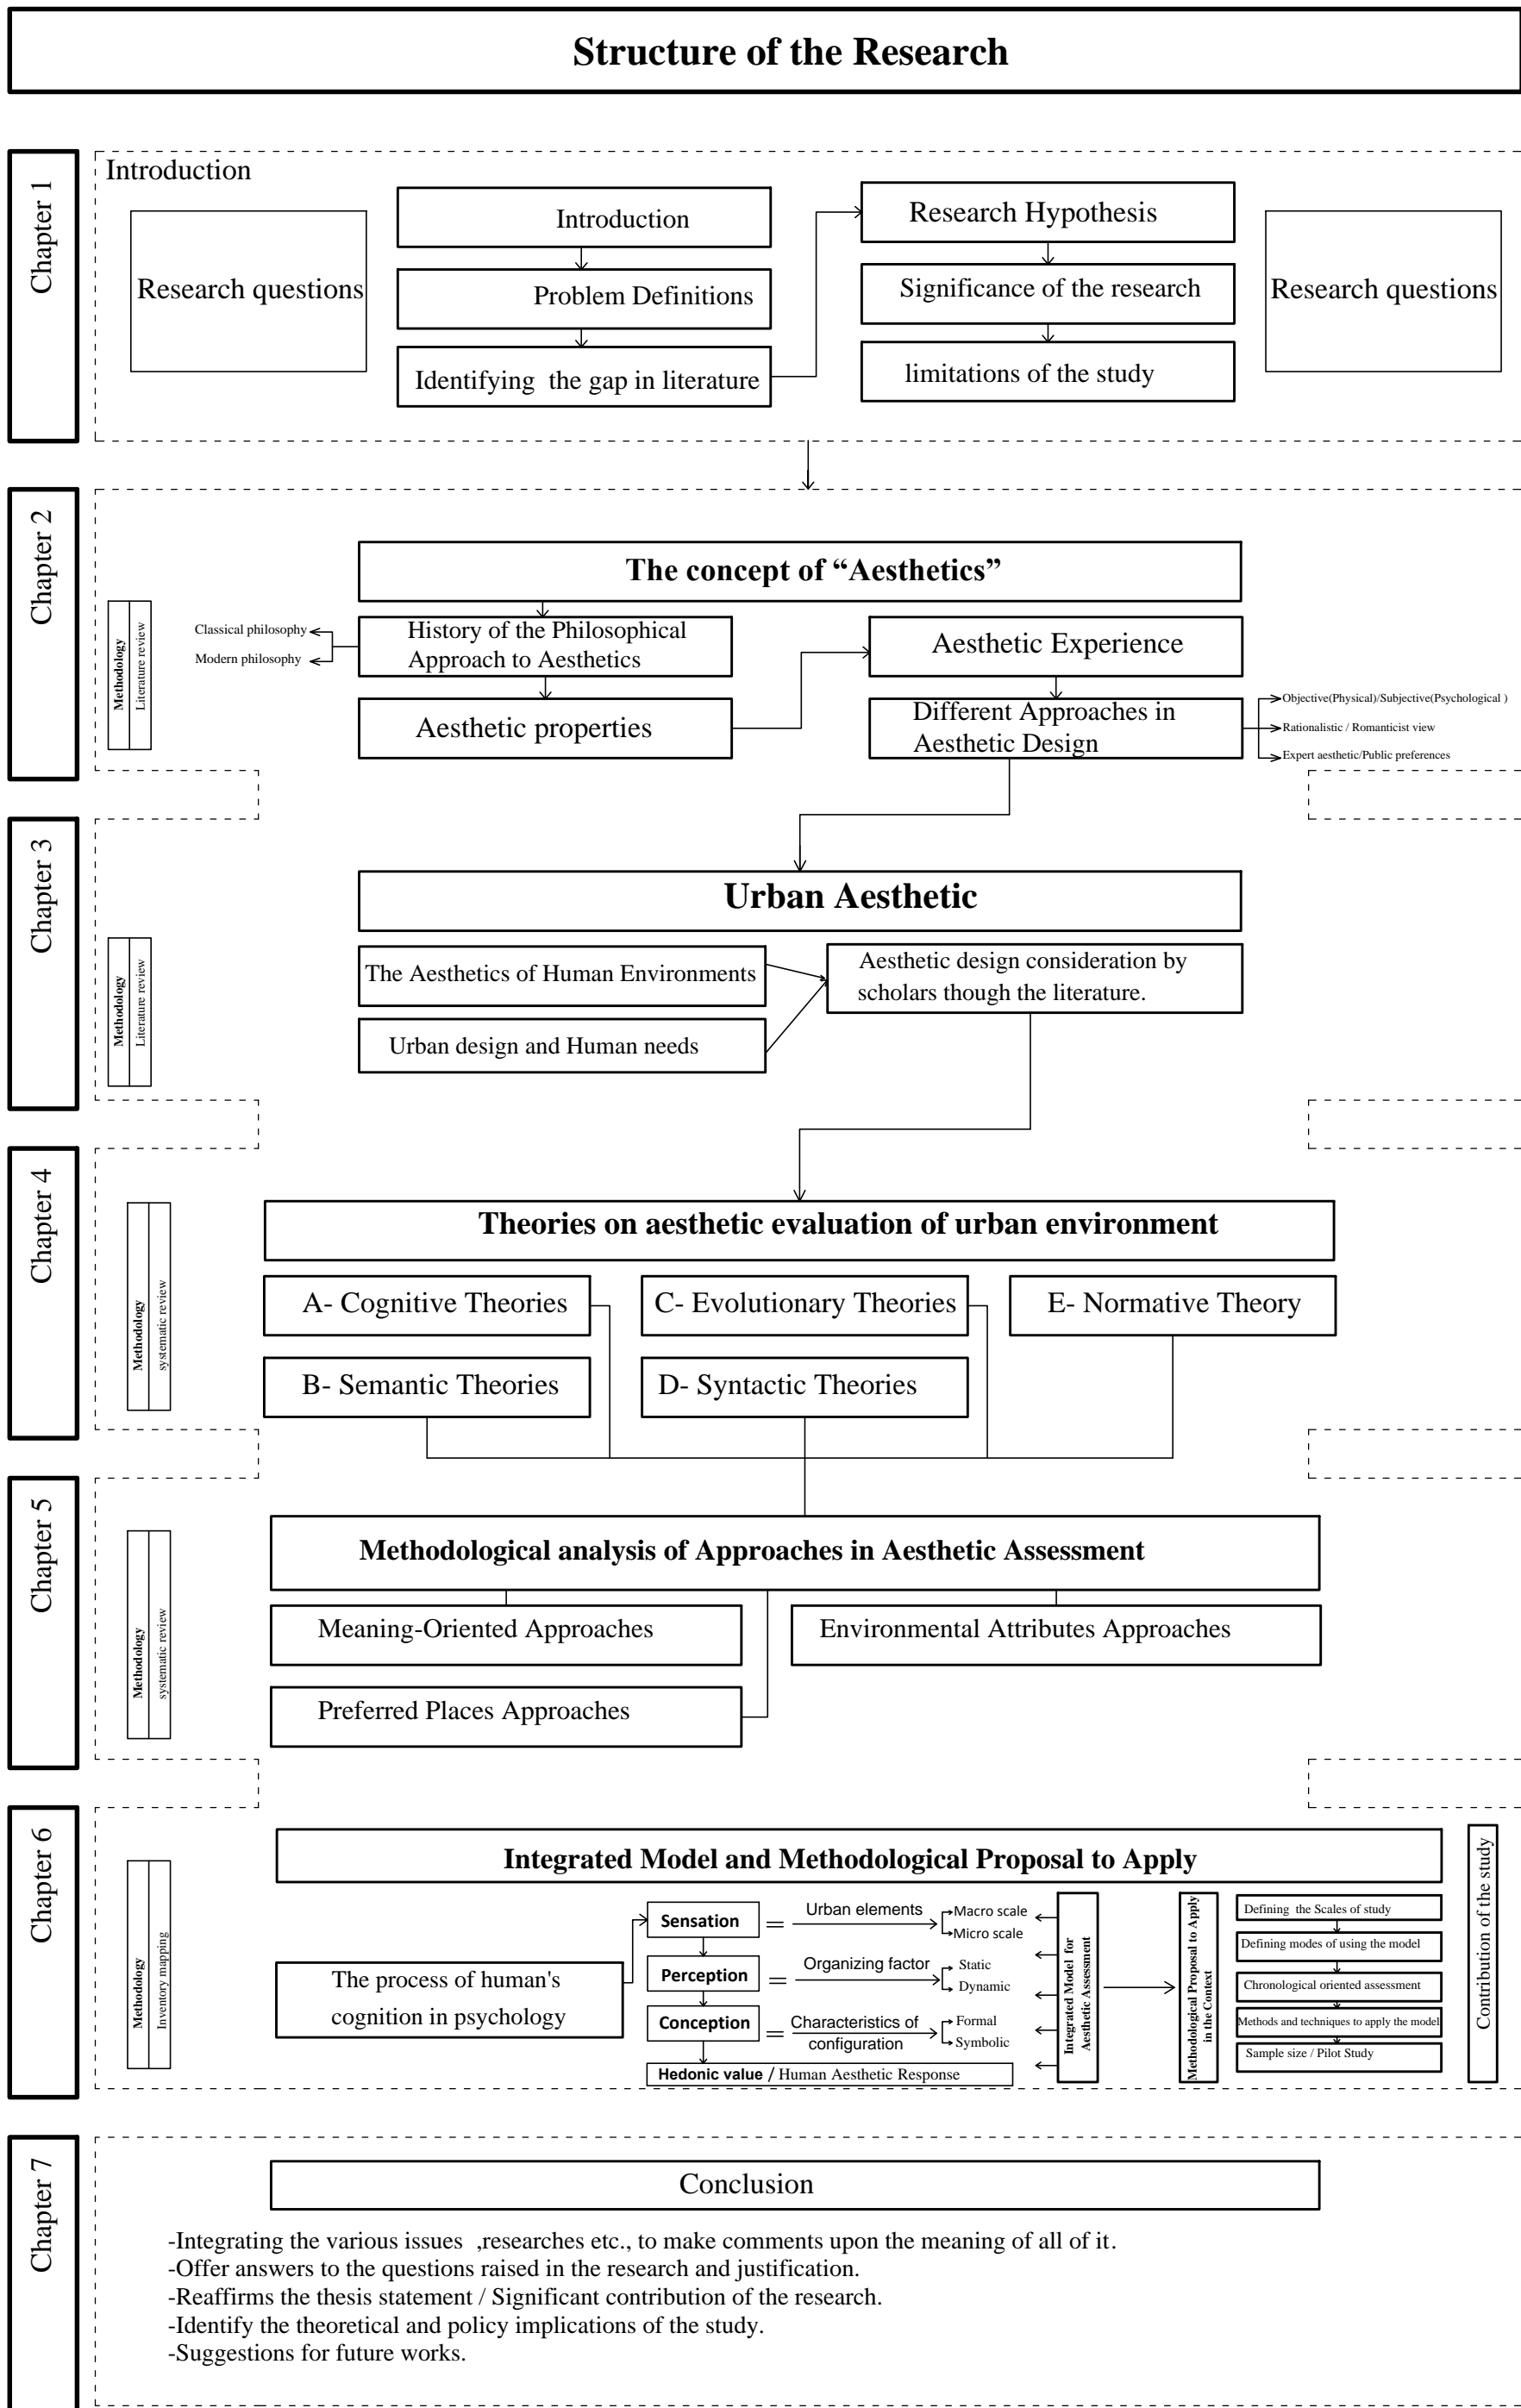 Structure of the Research
Chapter 1
Introduction
Research questions
Introduction
Problem Definitions
Identifying the gap in literature
Research Hypothesis
Significance of the research
limitations of the study
Research questions
Chapter 2
Methodology
Literature review
The concept of “Aesthetics”
Classical philosophy
Modern philosophy
History of the Philosophical
Approach to Aesthetics
Aesthetic properties
Aesthetic Experience
Different Approaches in
Aesthetic Design
Objective(Physical)/Subjective(Psychological )
Rationalistic / Romanticist view
Expert aesthetic/Public preferences
Chapter 3
Methodology
Literature review
Urban Aesthetic
The Aesthetics of Human Environments
Urban design and Human needs
Aesthetic design consideration by
scholars though the literature.
Chapter 4
Methodology
systematic review
Theories on aesthetic evaluation of urban environment
A- Cognitive Theories
B- Semantic Theories
C- Evolutionary Theories
D- Syntactic Theories
E- Normative Theory
Chapter 5
Methodology
systematic review
Methodological analysis of Approaches in Aesthetic Assessment
Meaning-Oriented Approaches
Environmental Attributes Approaches
Preferred Places Approaches
Chapter 6
Methodology
Inventory mapping
Integrated Model and Methodological Proposal to Apply
The process of human's
cognition in psychology
Sensation = Urban elements
Macro scale
Micro scale
Perception = Organizing factor
Static
Dynamic
Conception = Characteristics of
configuration
Formal
Symbolic
Hedonic value / Human Aesthetic Response
Integrated Model for
Aesthetic Assessment
Methodological Proposal to Apply
in the Context
Defining the Scales of study
Defining modes of using the model
Chronological oriented assessment
Methods and techniques to apply the model
Sample size / Pilot Study
Contribution of the study
Chapter 7
Conclusion
-Integrating the various issues ,researches etc., to make comments upon the meaning of all of it.
-Offer answers to the questions raised in the research and justification.
-Reaffirms the thesis statement / Significant contribution of the research.
-Identify the theoretical and policy implications of the study.
-Suggestions for future works.